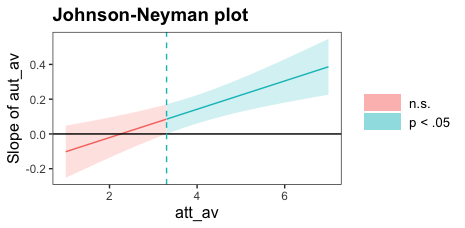 Johnson-Neyman plot
Slope of aut_av
0.4
0.2
0.0
-0.2
2
4
6
att_av
n.s.
p < .05